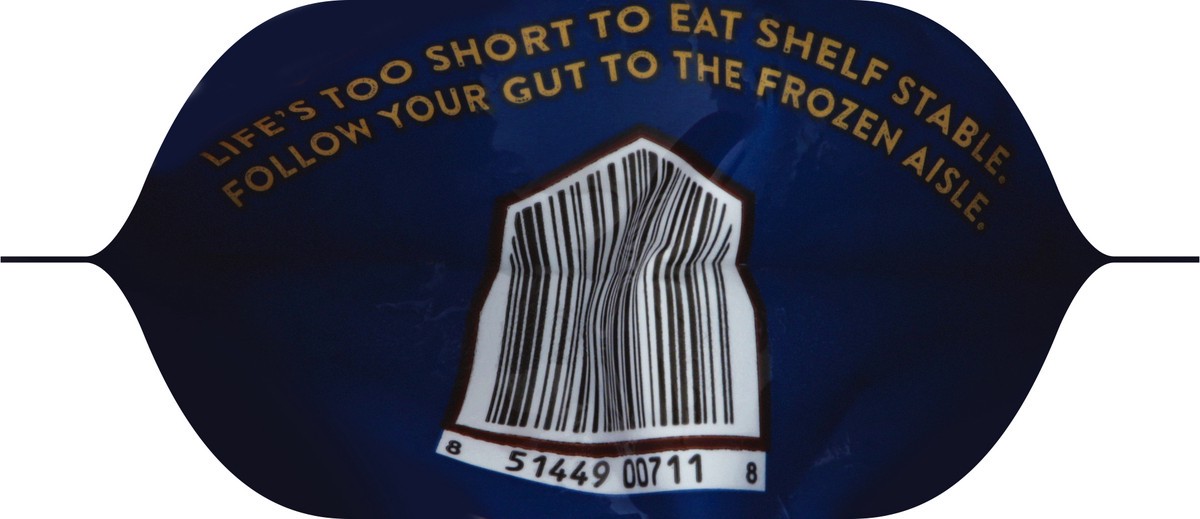 LIFE'S TOO SHORT TO EAT SHELF STABLE.
FOLLOW YOUR GUT TO THE FROZEN AISLE.
8 51449 00711 8